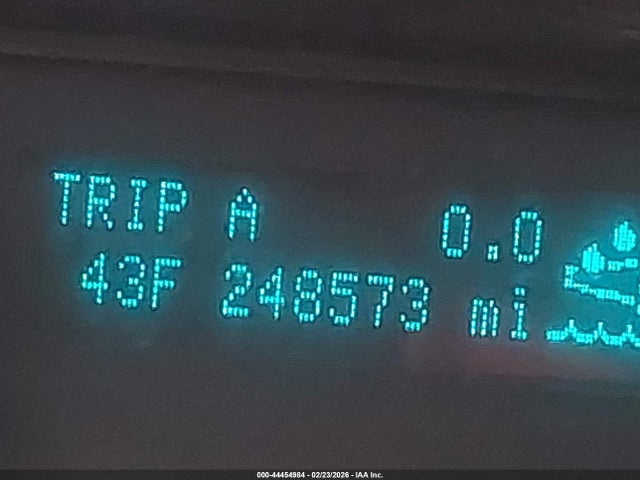 TRIP A 0.0
43F 248573 mi
000-44454984 - 02/23/2026 - IAA Inc.